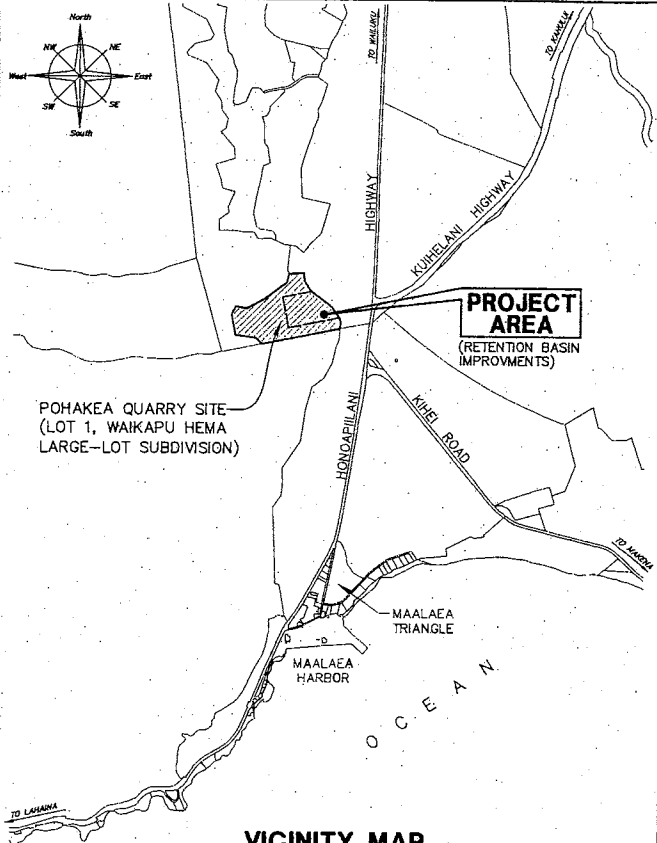 North
NW
NE
West
East
SW
SE
South
TO WAILUKU
TO KAHULUI
HIGHWAY
KUIHELANI HIGHWAY
PROJECT
AREA
(RETENTION BASIN
IMPROVMENTS)
POHAKEA QUARRY SITE
(LOT 1, WAIKAPU HEMA
LARGE-LOT SUBDIVISION)
HONOAPIILANI
KIHEI ROAD
TO MAKENA
MAALAEA
TRIANGLE
MAALAEA
HARBOR
OCEAN
TO LAHAINA
VICINITY MAP